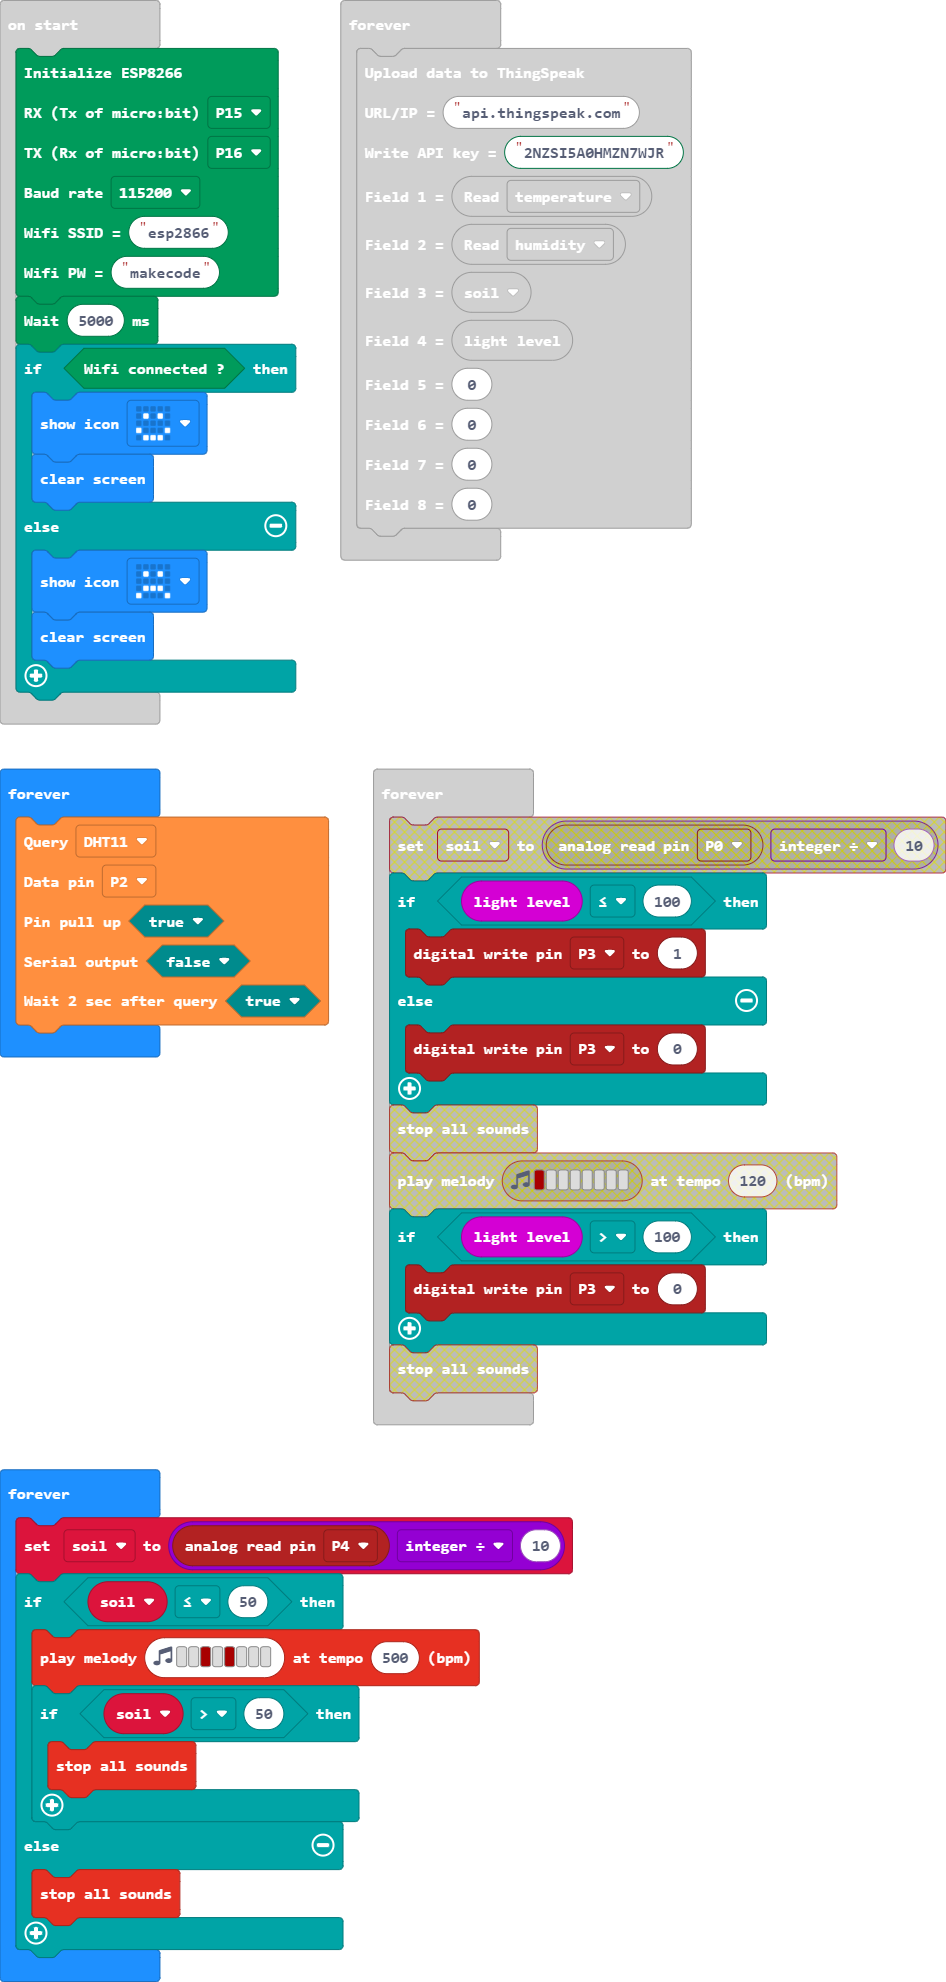 on start
Initialize ESP8266
RX (Tx of micro:bit) P15
TX (Rx of micro:bit) P16
Baud rate 115200
Wifi SSID = "esp2866"
Wifi PW = "makecode"
Wait 5000 ms
if Wifi connected ? then
show icon
clear screen
else
show icon
clear screen
forever
Upload data to ThingSpeak
URL/IP = "api.thingspeak.com"
Write API key = "2NZSI5A0HMZN7WJR"
Field 1 = Read temperature
Field 2 = Read humidity
Field 3 = soil
Field 4 = light level
Field 5 = 0
Field 6 = 0
Field 7 = 0
Field 8 = 0
forever
Query DHT11
Data pin P2
Pin pull up true
Serial output false
Wait 2 sec after query true
forever
set soil to analog read pin P0 integer ÷ 10
if light level ≤ 100 then
digital write pin P3 to 1
else
digital write pin P3 to 0
stop all sounds
play melody at tempo 120 (bpm)
if light level > 100 then
digital write pin P3 to 0
stop all sounds
forever
set soil to analog read pin P4 integer ÷ 10
if soil ≤ 50 then
play melody at tempo 500 (bpm)
if soil > 50 then
stop all sounds
else
stop all sounds